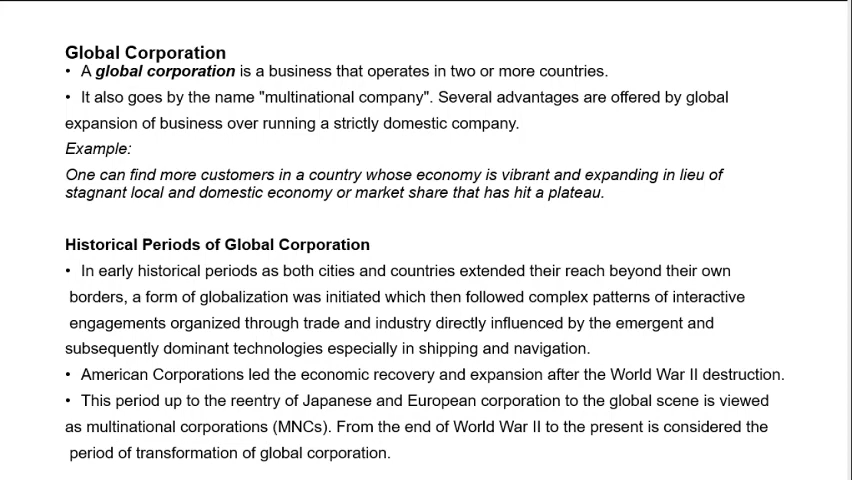 Global Corporation
• A global corporation is a business that operates in two or more countries.
• It also goes by the name "multinational company". Several advantages are offered by global
expansion of business over running a strictly domestic company.
Example:
One can find more customers in a country whose economy is vibrant and expanding in lieu of
stagnant local and domestic economy or market share that has hit a plateau.
Historical Periods of Global Corporation
• In early historical periods as both cities and countries extended their reach beyond their own
borders, a form of globalization was initiated which then followed complex patterns of interactive
engagements organized through trade and industry directly influenced by the emergent and
subsequently dominant technologies especially in shipping and navigation.
• American Corporations led the economic recovery and expansion after the World War II destruction.
• This period up to the reentry of Japanese and European corporation to the global scene is viewed
as multinational corporations (MNCs). From the end of World War II to the present is considered the
period of transformation of global corporation.